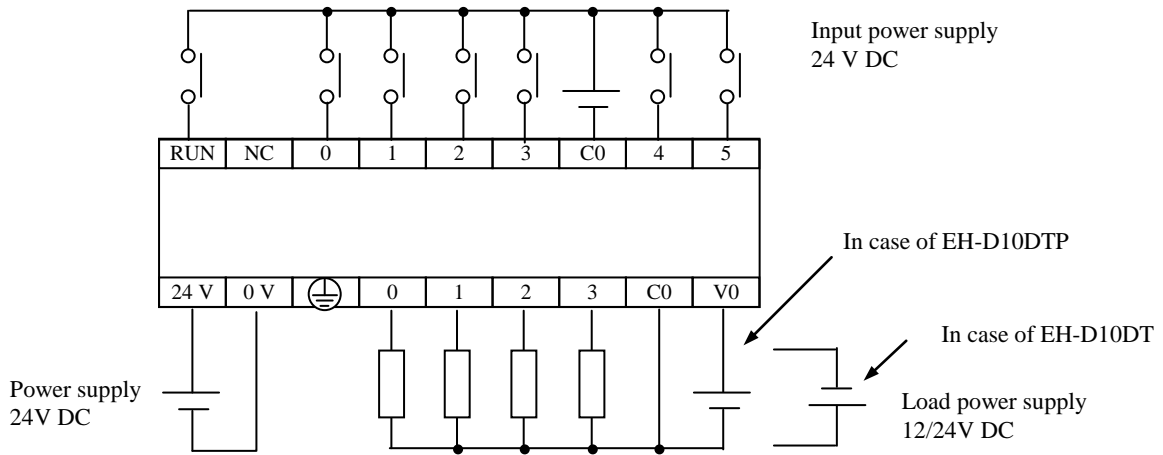 Input power supply
24 V DC
RUN NC 0 1 2 3 C0 4 5
In case of EH-D10DTP
24 V 0 V 0 1 2 3 C0 V0
In case of EH-D10DT
Power supply
24V DC
Load power supply
12/24V DC